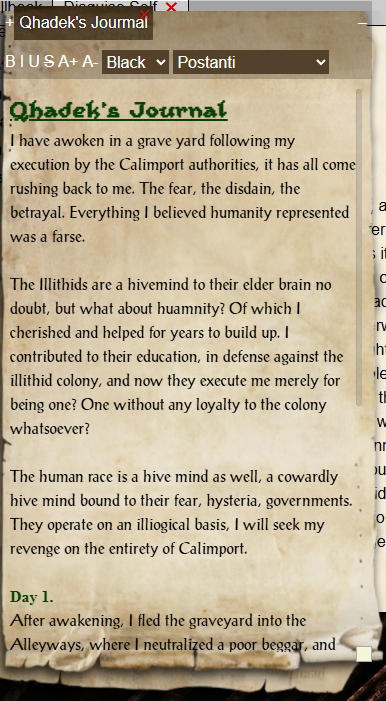 Disguise Self
+ Qhadek's Journal
–
B I U S A+ A- Black Postanti
Qhadek's Journal
I have awoken in a grave yard following my
execution by the Calimport authorities, it has all come
rushing back to me. The fear, the disdain, the
betrayal. Everything I believed humanity represented
was a farse.
The Illithids are a hivemind to their elder brain no
doubt, but what about huamnity? Of which I
cherished and helped for years to build up. I
contributed to their education, in defense against the
illithid colony, and now they execute me merely for
being one? One without any loyalty to the colony
whatsoever?
The human race is a hive mind as well, a cowardly
hive mind bound to their fear, hysteria, governments.
They operate on an illiogical basis, I will seek my
revenge on the entirety of Calimport.
Day 1.
After awakening, I fled the graveyard into the
Alleyways, where I neutralized a poor beggar, and